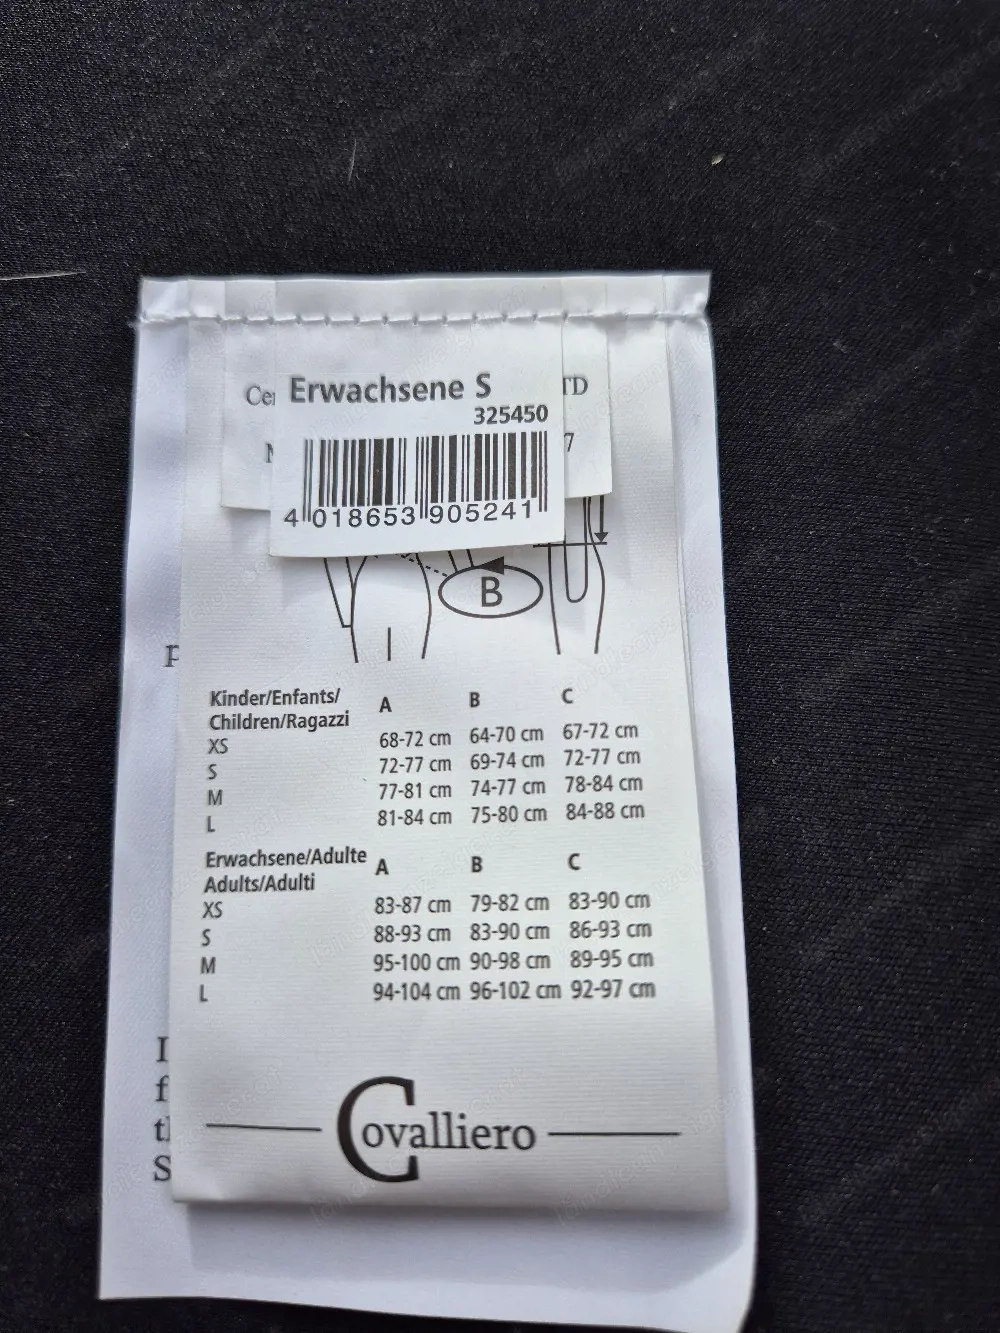 Erwachsene S
Ce TD
325450
7
4 018653 905241
B
p
Kinder/Enfants/ A B C
Children/Ragazzi
XS 68-72 cm 64-70 cm 67-72 cm
S 72-77 cm 69-74 cm 72-77 cm
M 77-81 cm 74-77 cm 78-84 cm
L 81-84 cm 75-80 cm 84-88 cm
Erwachsene/Adulte A B C
Adults/Adulti
XS 83-87 cm 79-82 cm 83-90 cm
S 88-93 cm 83-90 cm 86-93 cm
M 95-100 cm 90-98 cm 89-95 cm
L 94-104 cm 96-102 cm 92-97 cm
I
f
t
S
Covalliero